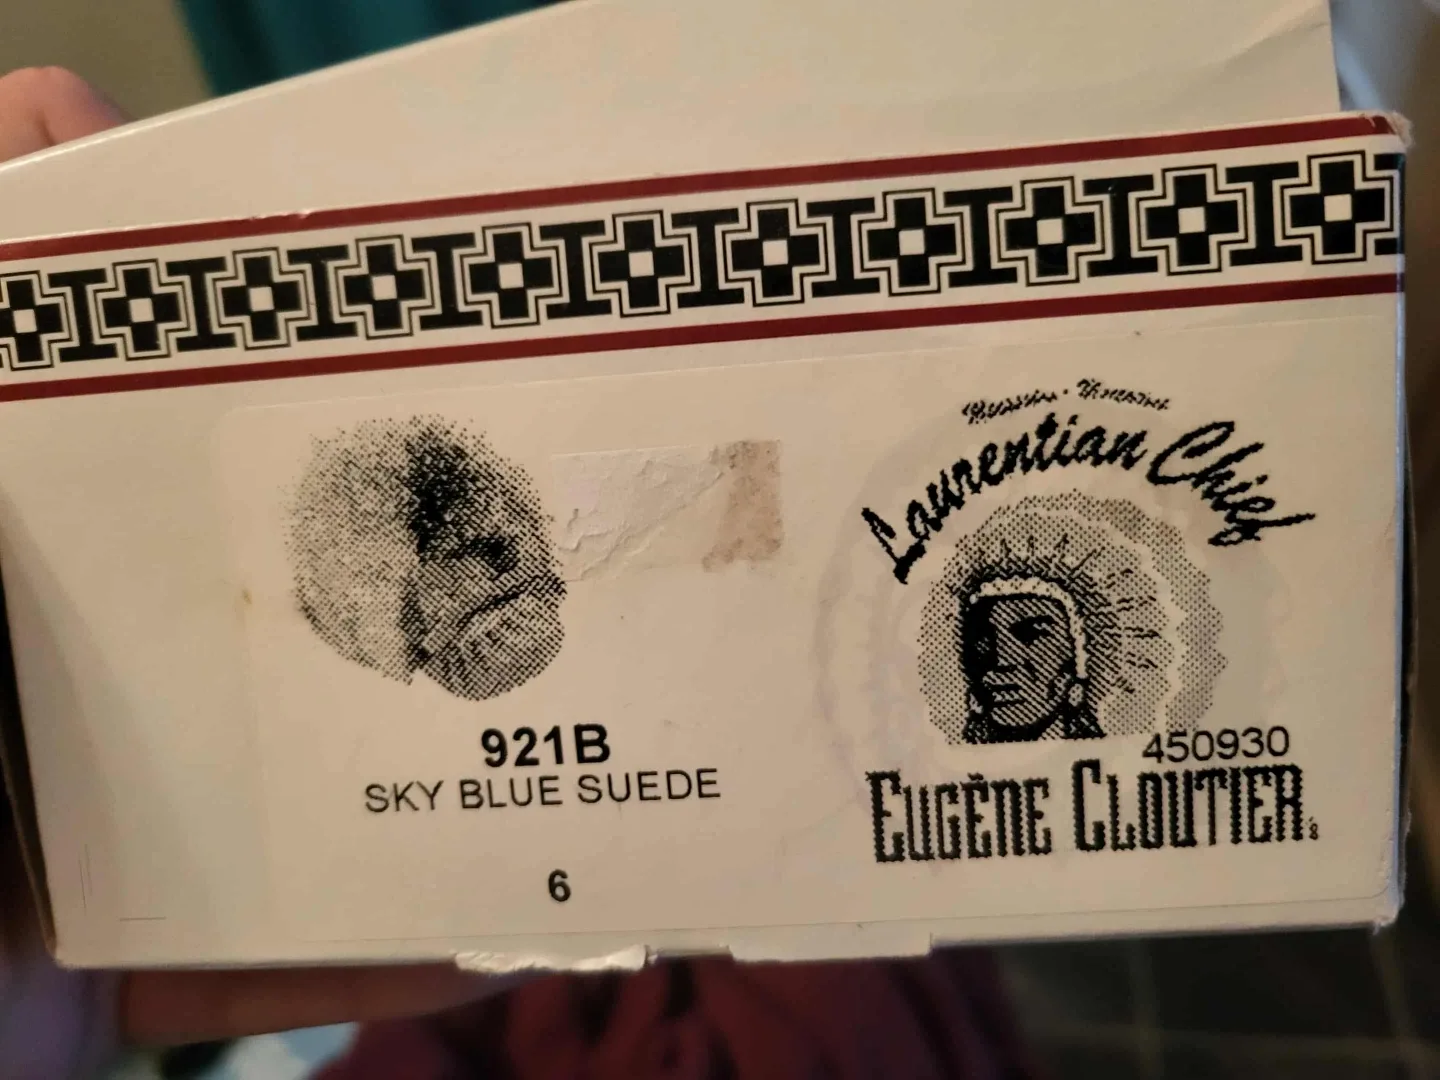 Laurentian Chief
921B
SKY BLUE SUEDE
6
450930
EUGÈNE CLOUTIER